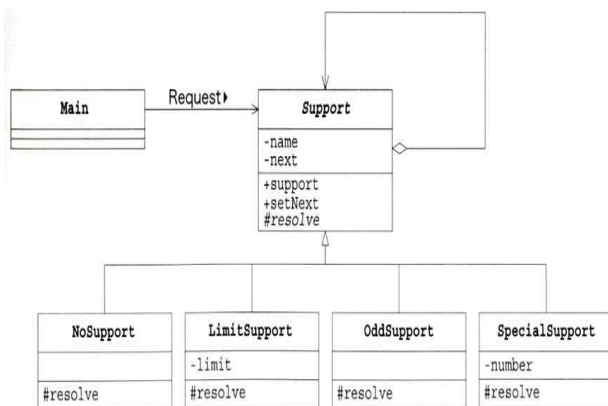 Request
Main
Support
-name
-next
+support
+setNext
#resolve
NoSupport
LimitSupport
OddSupport
SpecialSupport
-limit
-number
#resolve
#resolve
#resolve
#resolve